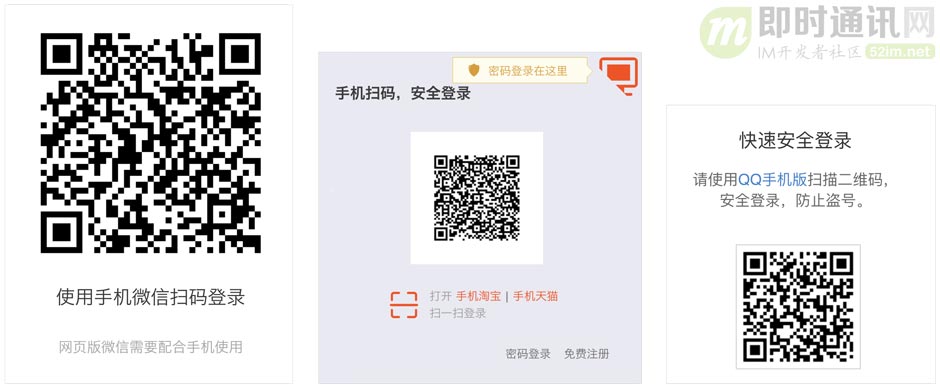 使用手机微信扫码登录
网页版微信需要配合手机使用
密码登录在这里
手机扫码，安全登录
打开 手机淘宝 | 手机天猫
扫一扫登录
密码登录 免费注册
m 即时通讯网
IM开发者社区 52im.net
快速安全登录
请使用QQ手机版扫描二维码，
安全登录，防止盗号。